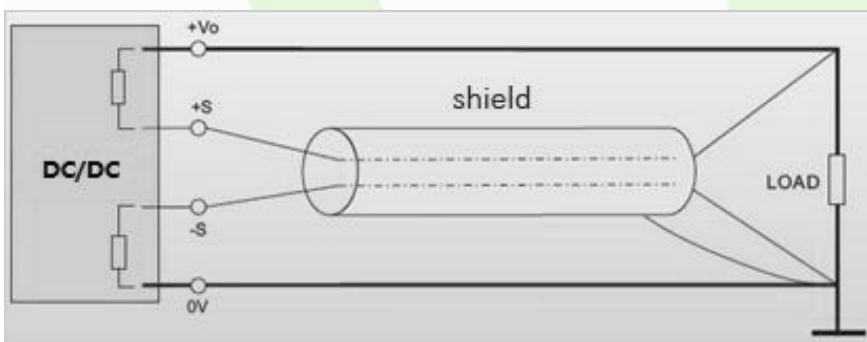 +Vo
shield
+S
DC/DC
LOAD
-S
0V